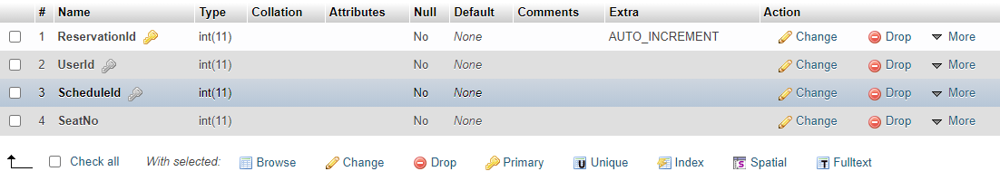 # Name Type Collation Attributes Null Default Comments Extra Action
1 ReservationId int(11) No None AUTO_INCREMENT Change Drop More
2 UserId int(11) No None Change Drop More
3 ScheduleId int(11) No None Change Drop More
4 SeatNo int(11) No None Change Drop More
Check all With selected: Browse Change Drop Primary Unique Index Spatial Fulltext